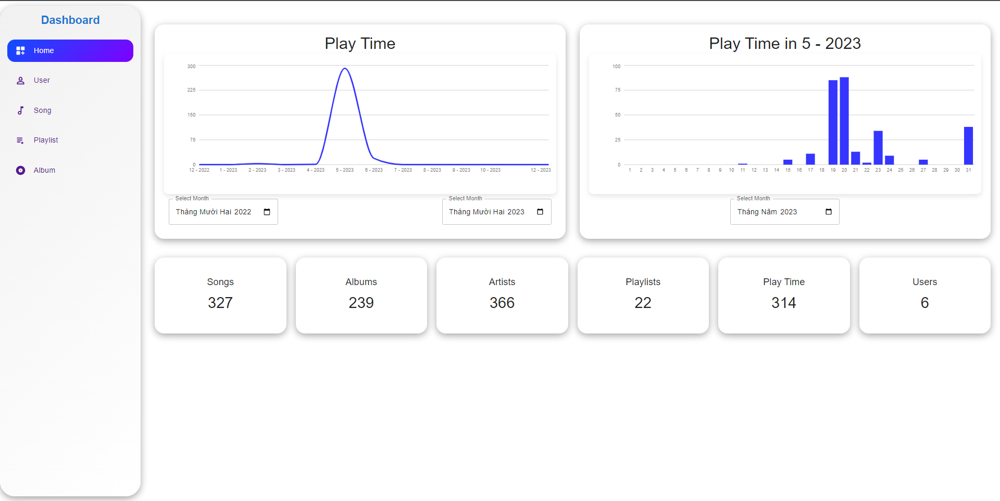 Dashboard
Home
User
Song
Playlist
Album
Play Time
300
225
150
75
0
12 - 2022 1 - 2023 2 - 2023 3 - 2023 4 - 2023 5 - 2023 6 - 2023 7 - 2023 8 - 2023 9 - 2023 10 - 2023 12 - 2023
Select Month
Tháng Mười Hai 2022
Select Month
Tháng Mười Hai 2023
Play Time in 5 - 2023
100
75
50
25
0
1 2 3 4 5 6 7 8 9 10 11 12 13 14 15 16 17 18 19 20 21 22 23 24 25 26 27 28 29 30 31
Select Month
Tháng Năm 2023
Songs
327
Albums
239
Artists
366
Playlists
22
Play Time
314
Users
6